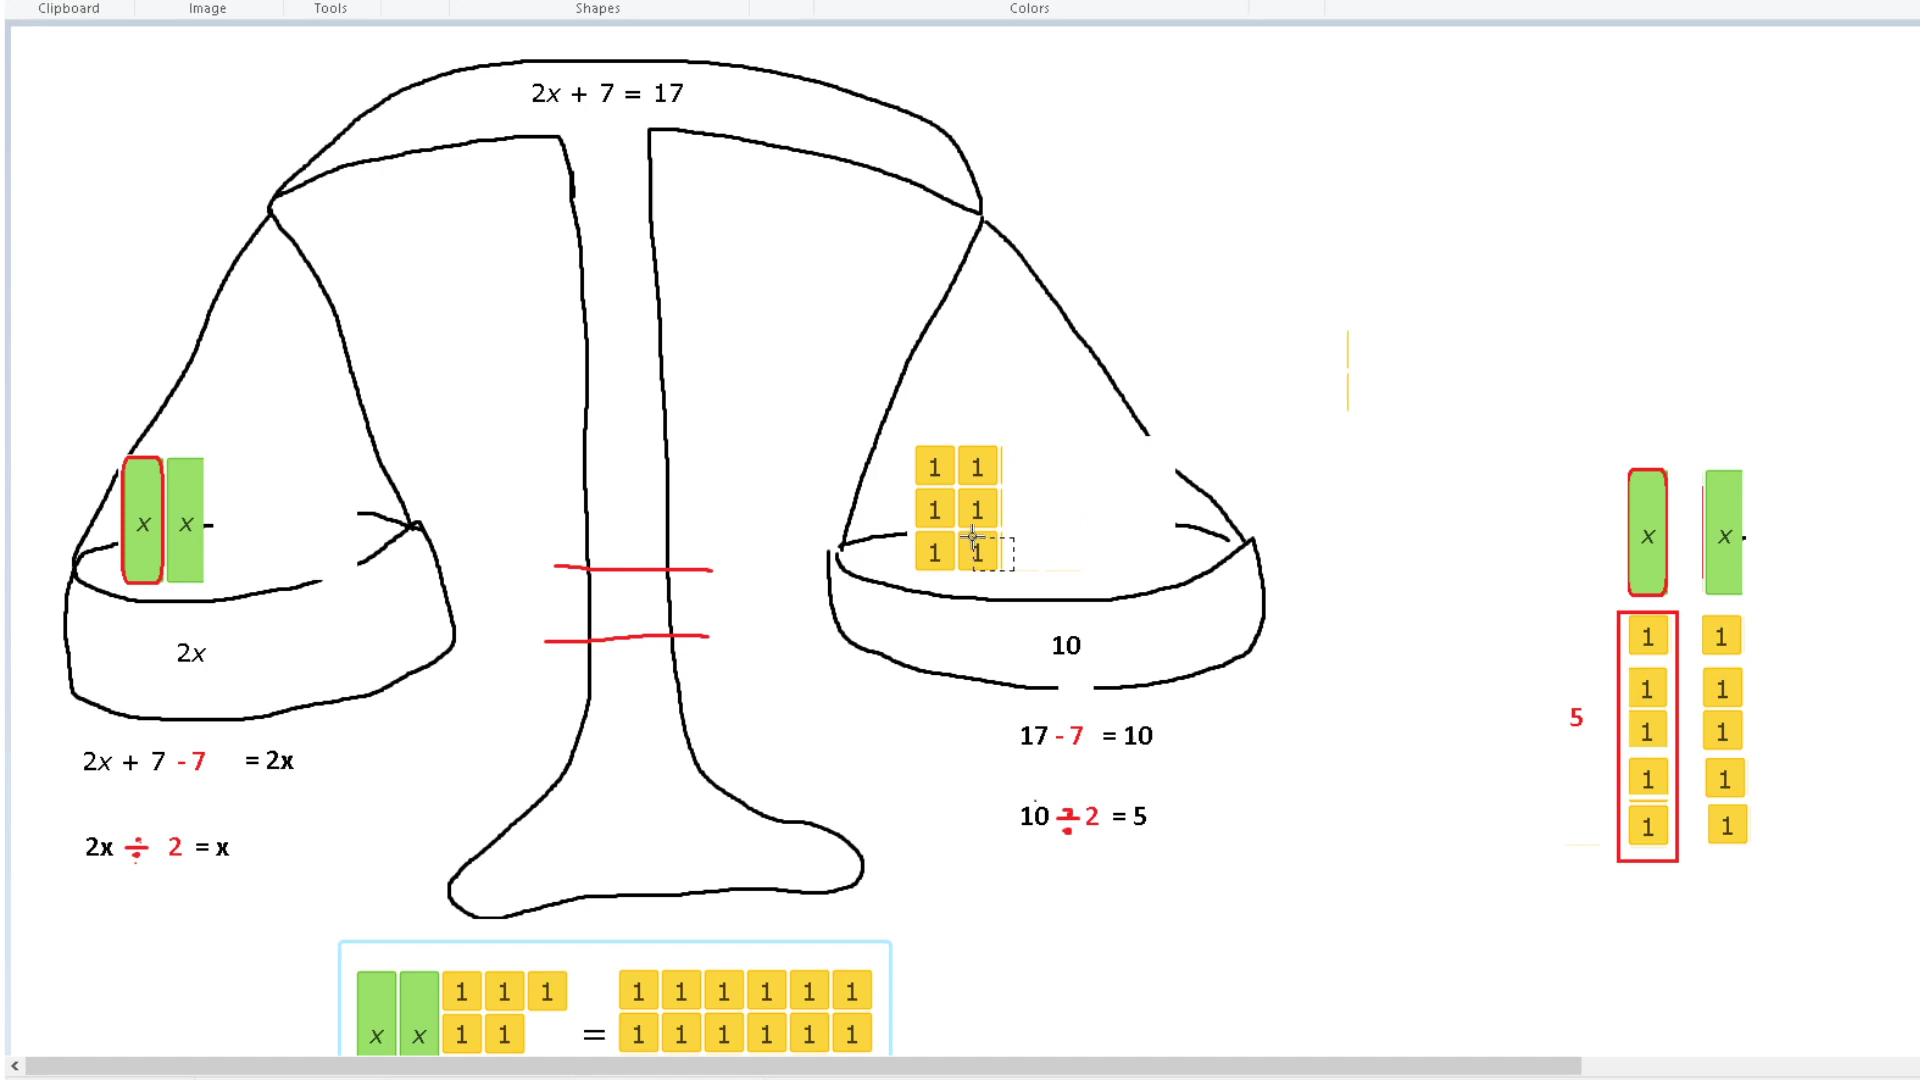 Clipboard Image Tools Shapes Colors
2x + 7 = 17
1 1
x x
1 1
x x
1 1
1 1
2x
10
1 1
5
1 1
17 - 7 = 10
2x + 7 - 7 = 2x
1 1
10 ÷ 2 = 5
1 1
2x ÷ 2 = x
1 1 1 1 1 1 1 1 1
x x 1 1 = 1 1 1 1 1 1